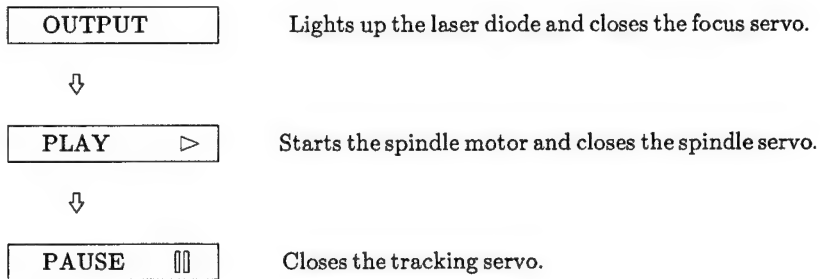 OUTPUT Lights up the laser diode and closes the focus servo.
PLAY ▷ Starts the spindle motor and closes the spindle servo.
PAUSE Closes the tracking servo.